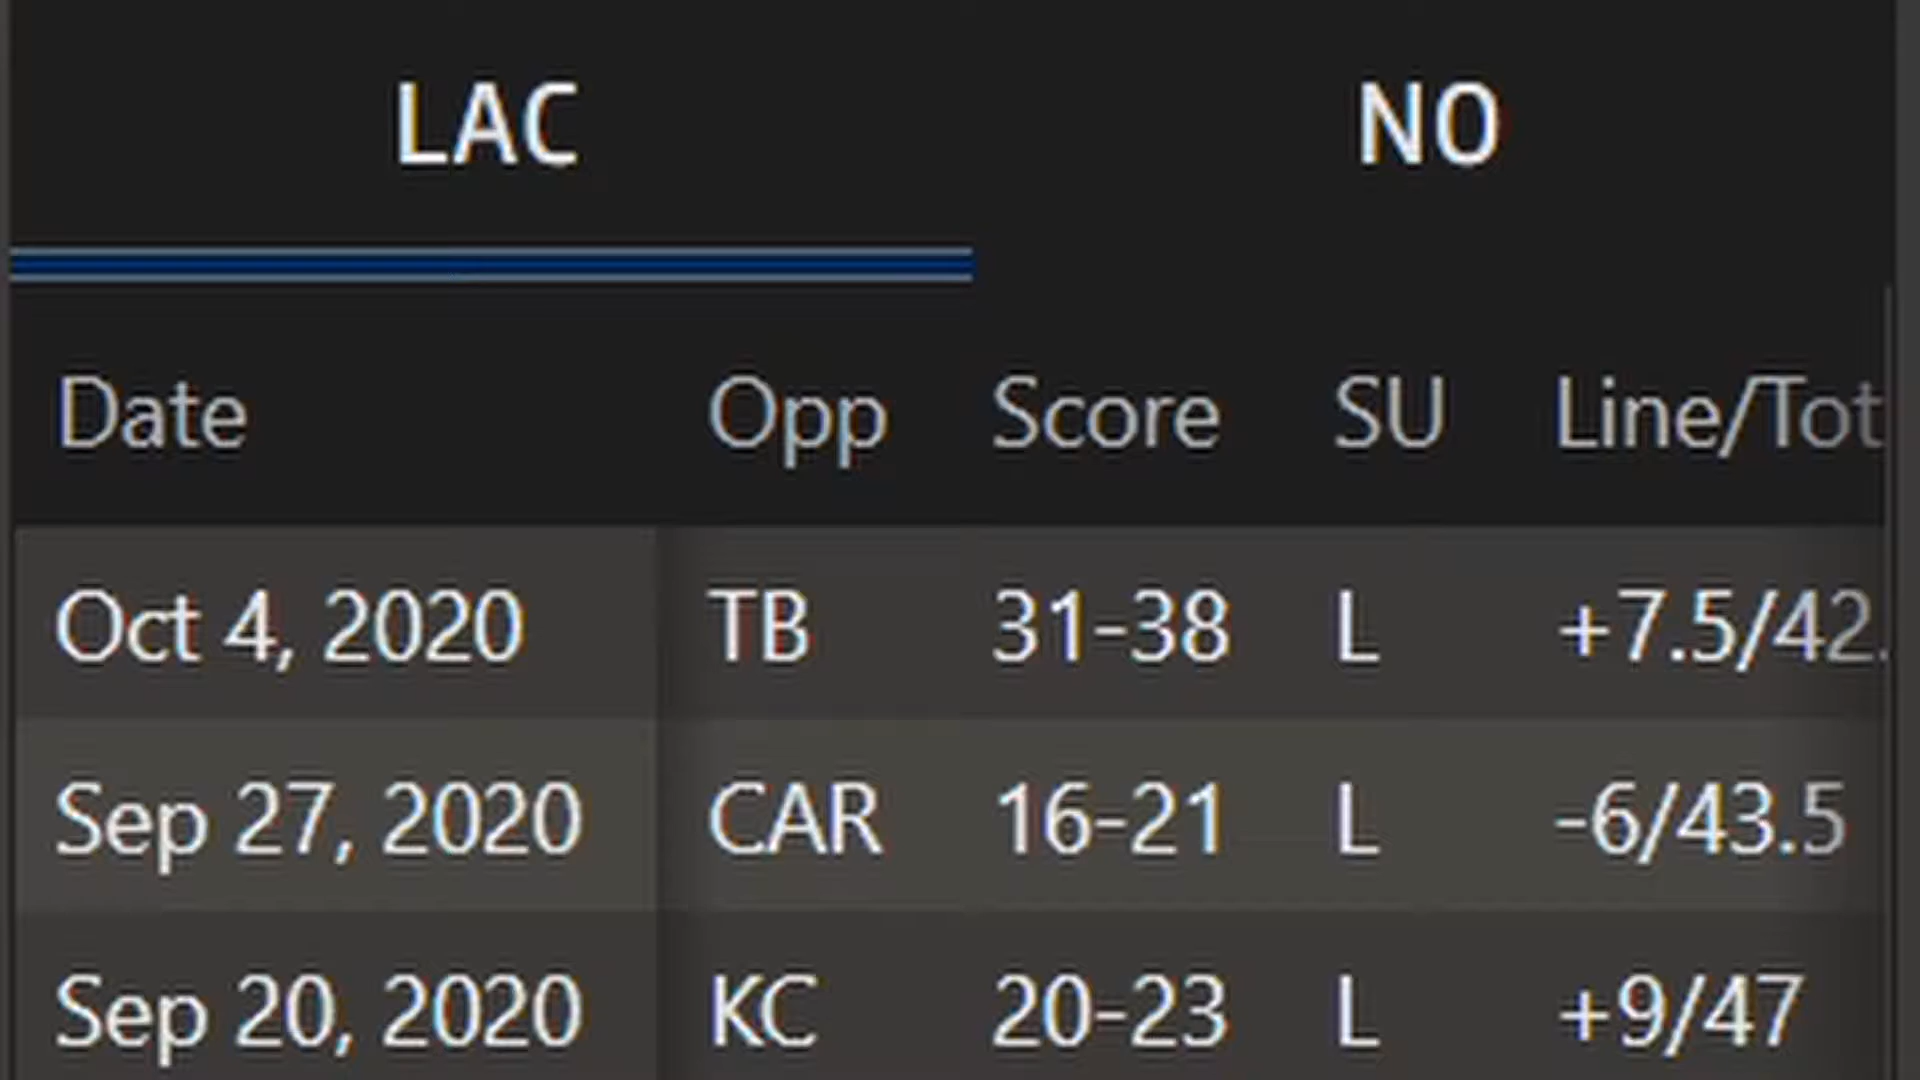 LAC NO
Date Opp Score SU Line/Tot
Oct 4, 2020 TB 31-38 L +7.5/42.
Sep 27, 2020 CAR 16-21 L -6/43.5
Sep 20, 2020 KC 20-23 L +9/47